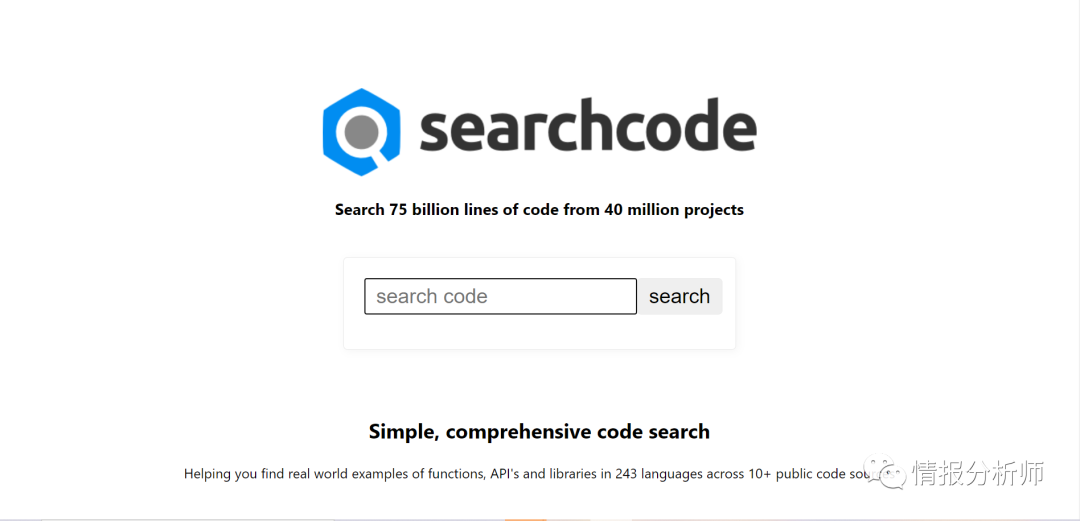 searchcode
Search 75 billion lines of code from 40 million projects
search code
search
Simple, comprehensive code search
Helping you find real world examples of functions, API's and libraries in 243 languages across 10+ public code
情报分析师